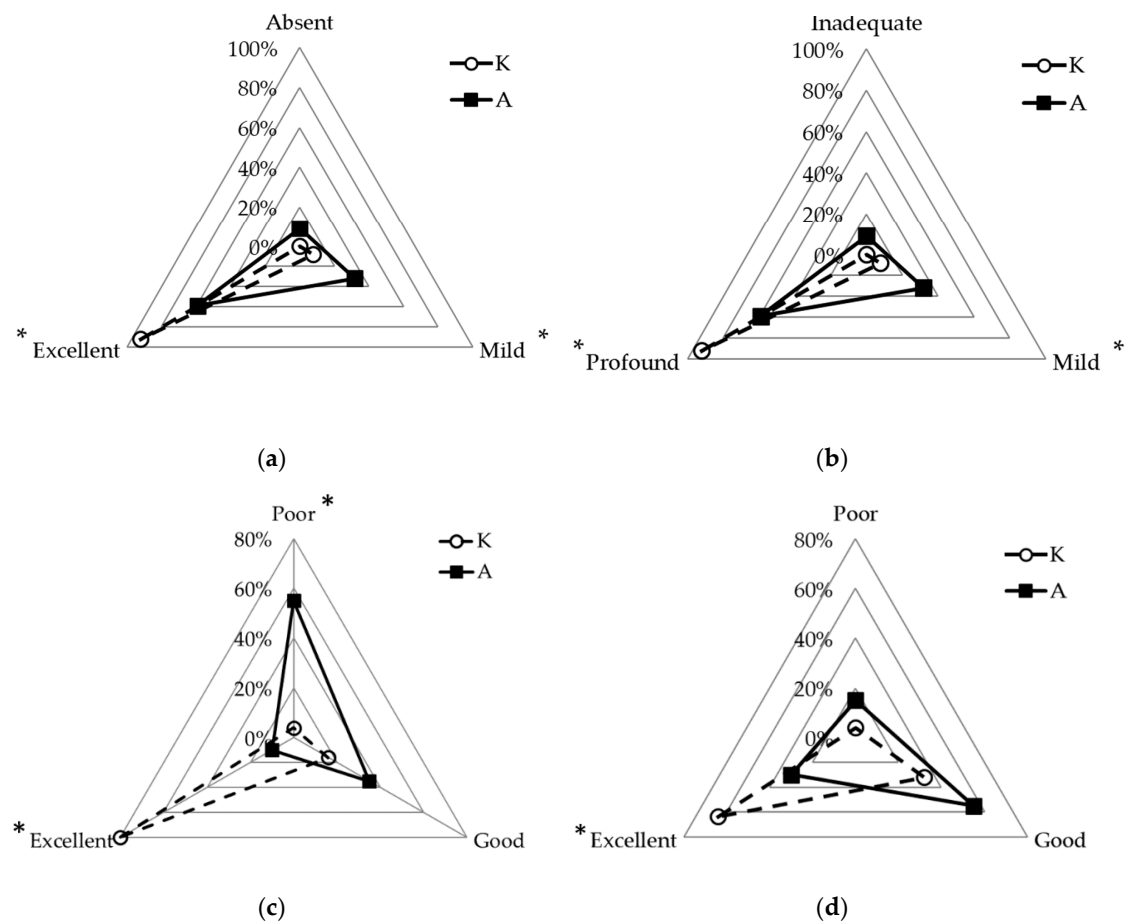 Absent
100%
80%
60%
40%
20%
0%
K
A
* Excellent
Mild *
(a)
Inadequate
100%
80%
60%
40%
20%
0%
K
A
* Profound
Mild *
(b)
Poor *
80%
60%
40%
20%
0%
K
A
* Excellent
Good
(c)
Poor
80%
60%
40%
20%
0%
K
A
* Excellent
Good
(d)